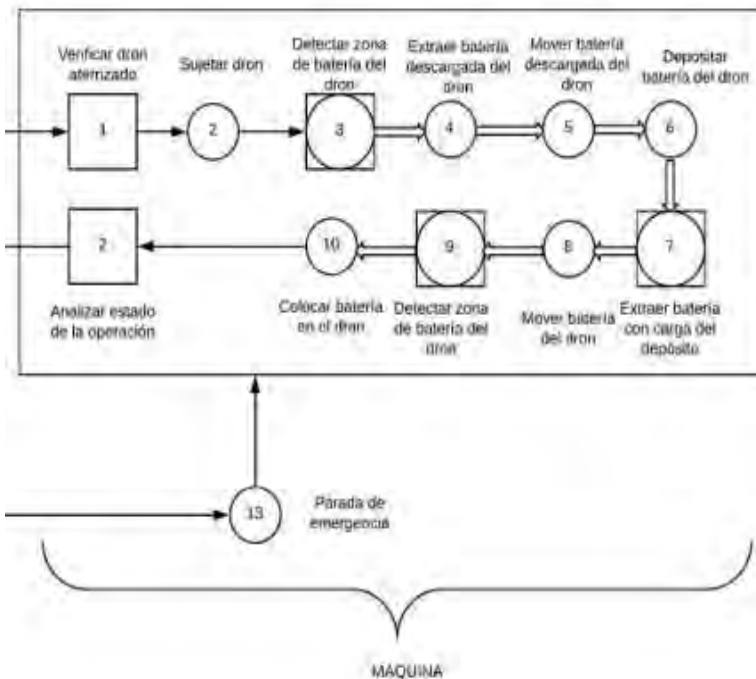 Verificar dron
aterrizado
Sujetar dron
Detectar zona
de batería del
dron
Extraer batería
descargada del
dron
Mover batería
descargada del
dron
Depositar
batería del dron
1
2
3
4
5
6
2
10
9
8
7
Analizar estado
de la operación
Colocar batería
en el dron
Detectar zona
de batería del
dron
Mover batería
del dron
Extraer batería
con carga del
depósito
13
Parada de
emergencia
MAQUINA